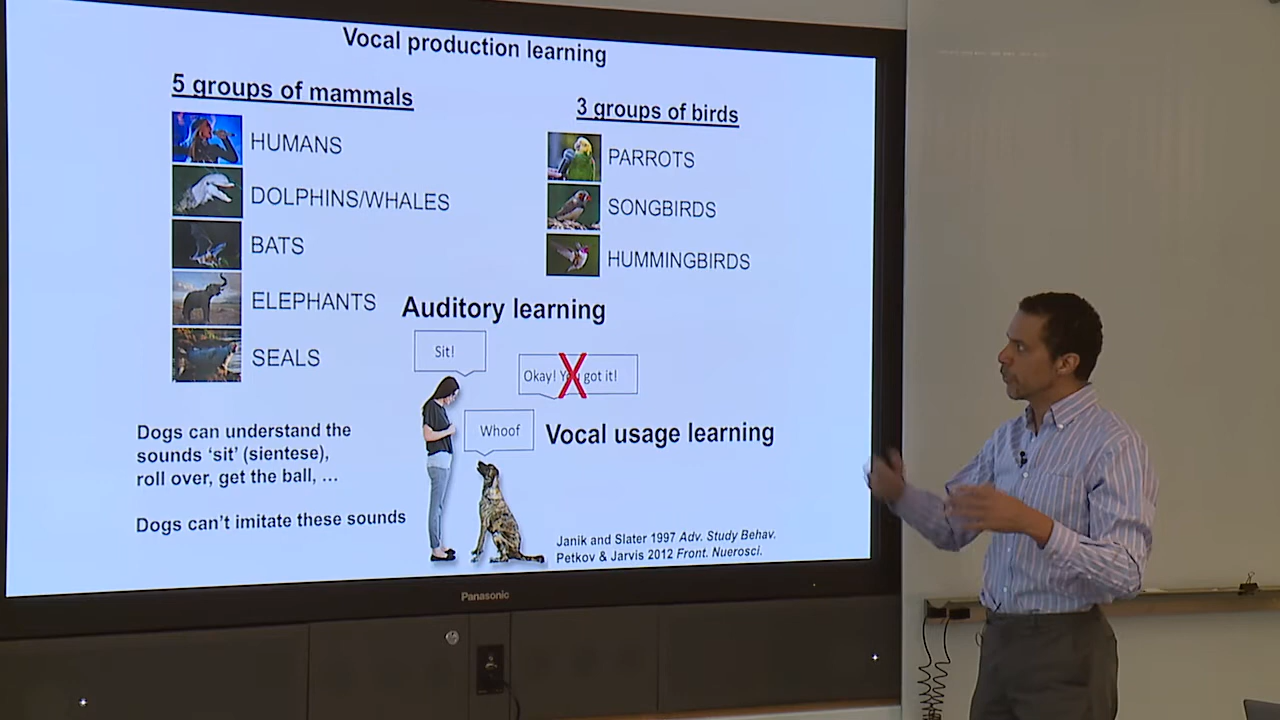 Vocal production learning
5 groups of mammals
HUMANS
DOLPHINS/WHALES
BATS
ELEPHANTS
SEALS
3 groups of birds
PARROTS
SONGBIRDS
HUMMINGBIRDS
Auditory learning
Sit!
Okay! You got it!
Whoof
Vocal usage learning
Dogs can understand the
sounds ‘sit’ (sientese),
roll over, get the ball, ...
Dogs can’t imitate these sounds
Janik and Slater 1997 Adv. Study Behav.
Petkov & Jarvis 2012 Front. Nuerosci.
Panasonic